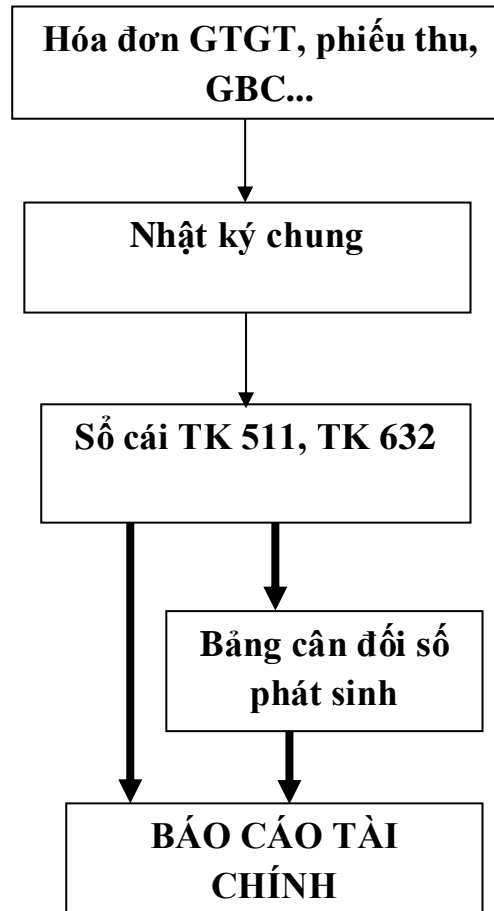 Hóa đơn GTGT, phiếu thu,
GBC...
Nhật ký chung
Sổ cái TK 511, TK 632
Bảng cân đối số
phát sinh
BÁO CÁO TÀI
CHÍNH